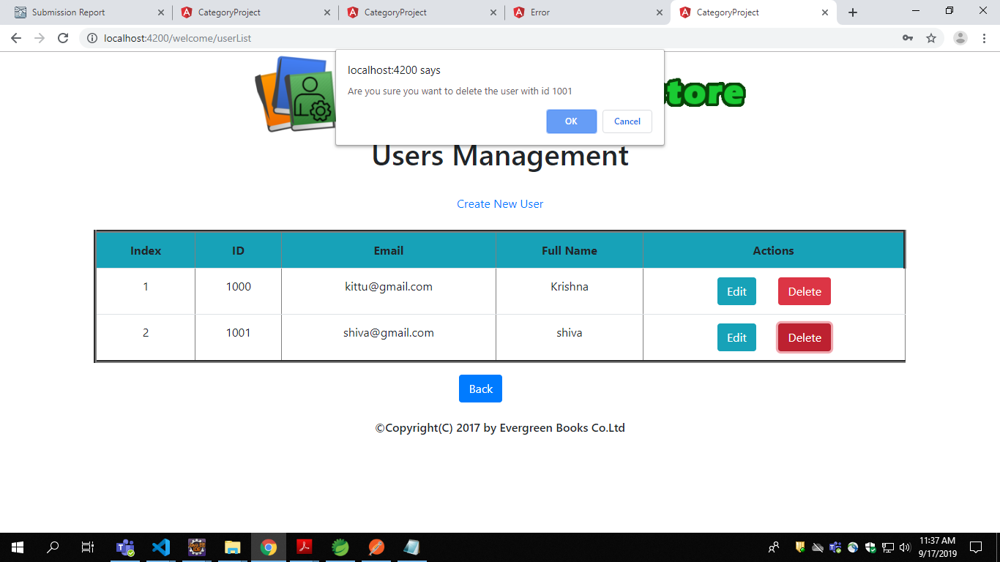 Submission Report
CategoryProject
CategoryProject
Error
CategoryProject
localhost:4200/welcome/userList
localhost:4200 says
Are you sure you want to delete the user with id 1001
OK Cancel
tore
Users Management
Create New User
Index ID Email Full Name Actions
1 1000 kittu@gmail.com Krishna Edit Delete
2 1001 shiva@gmail.com shiva Edit Delete
Back
©Copyright(C) 2017 by Evergreen Books Co.Ltd
11:37 AM
9/17/2019